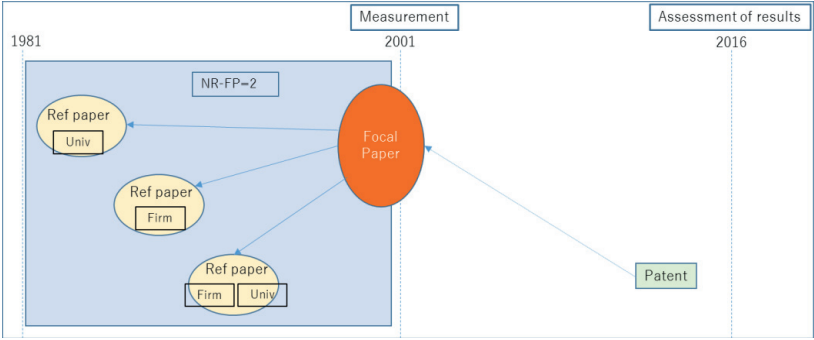 Measurement
Assessment of results
1981
2001
2016
NR-FP=2
Ref paper
Univ
Focal
Paper
Ref paper
Firm
Ref paper
Firm
Univ
Patent